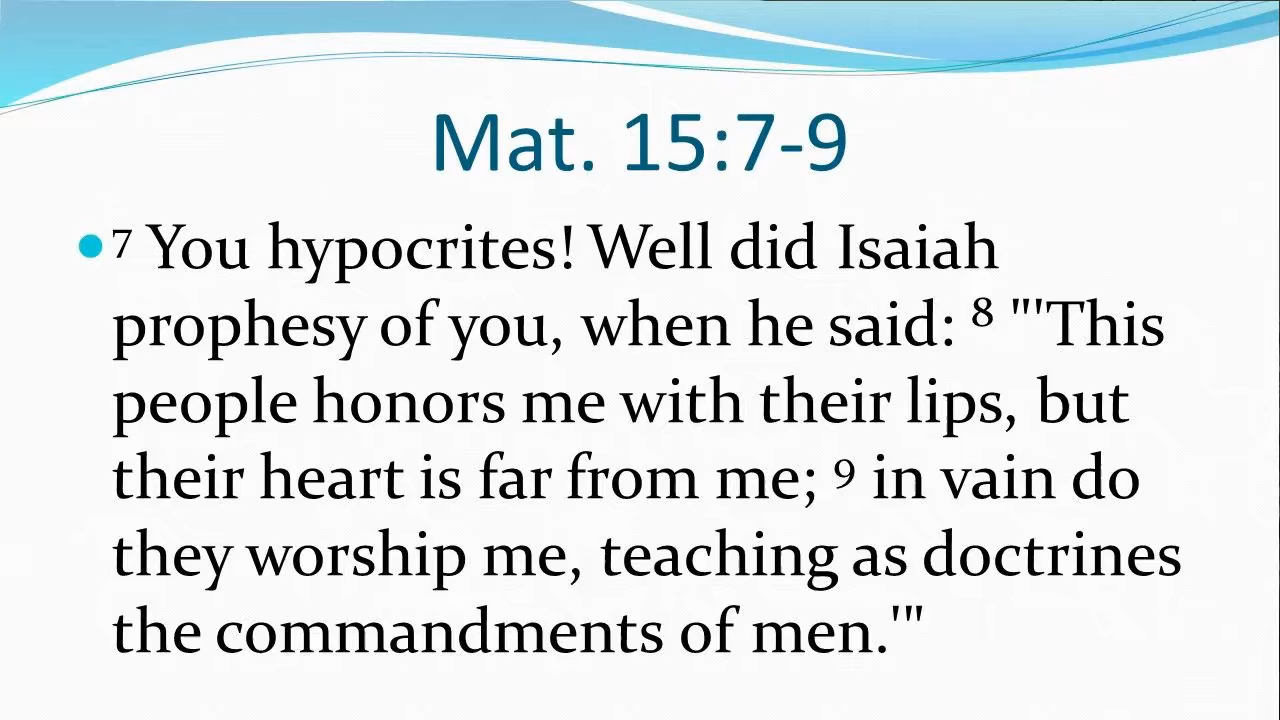 Mat. 15:7-9
• ⁷ You hypocrites! Well did Isaiah
prophesy of you, when he said: ⁸ "'This
people honors me with their lips, but
their heart is far from me; ⁹ in vain do
they worship me, teaching as doctrines
the commandments of men.'"